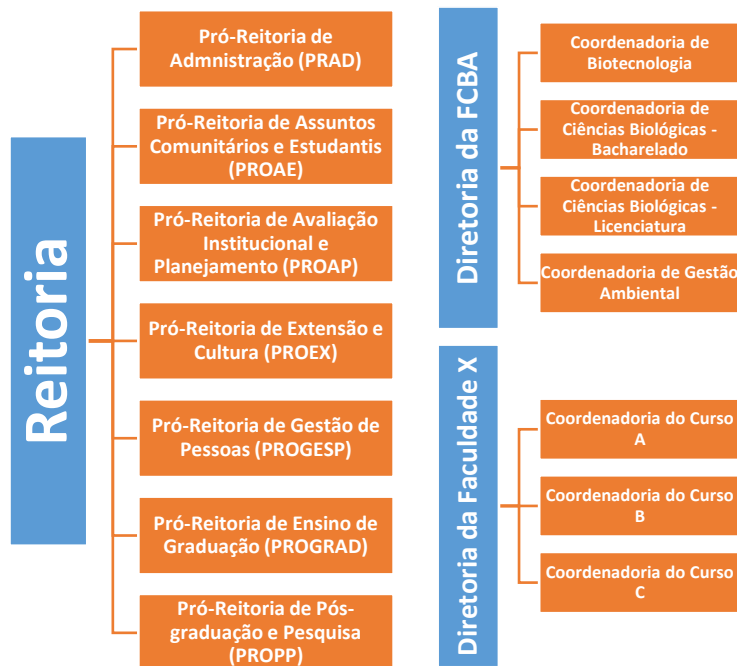 Reitoria
Pró-Reitoria de
Admnistração (PRAD)
Pró-Reitoria de Assuntos
Comunitários e Estudantis
(PROAE)
Pró-Reitoria de Avaliação
Institucional e
Planejamento (PROAP)
Pró-Reitoria de Extensão e
Cultura (PROEX)
Pró-Reitoria de Gestão de
Pessoas (PROGESP)
Pró-Reitoria de Ensino de
Graduação (PROGRAD)
Pró-Reitoria de Pós-
graduação e Pesquisa
(PROPP)
Diretoria da FCBA
Coordenadoria de
Biotecnologia
Coordenadoria de
Ciências Biológicas -
Bacharelado
Coordenadoria de
Ciências Biológicas -
Licenciatura
Coordenadoria de Gestão
Ambiental
Diretoria da Faculdade X
Coordenadoria do Curso
A
Coordenadoria do Curso
B
Coordenadoria do Curso
C